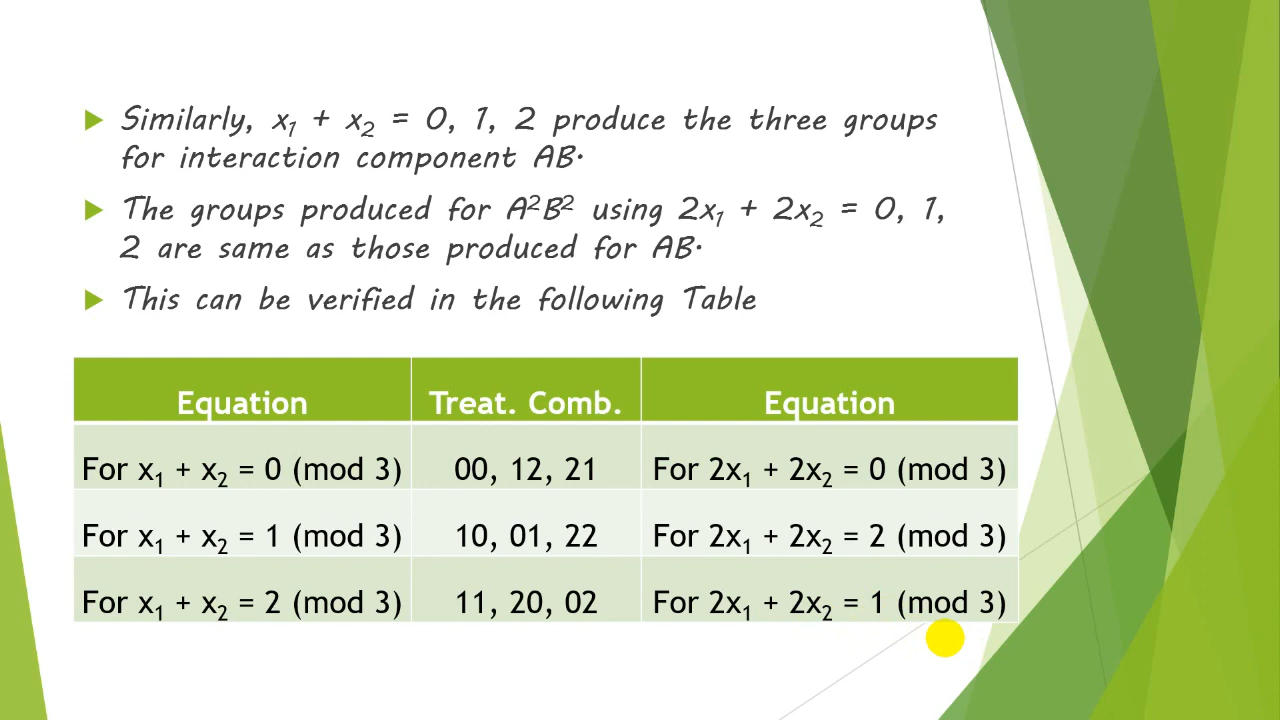 Similarly, x₁ + x₂ = 0, 1, 2 produce the three groups
for interaction component AB.
The groups produced for A²B² using 2x₁ + 2x₂ = 0, 1,
2 are same as those produced for AB.
This can be verified in the following Table
Equation Treat. Comb. Equation
For x₁ + x₂ = 0 (mod 3) 00, 12, 21 For 2x₁ + 2x₂ = 0 (mod 3)
For x₁ + x₂ = 1 (mod 3) 10, 01, 22 For 2x₁ + 2x₂ = 2 (mod 3)
For x₁ + x₂ = 2 (mod 3) 11, 20, 02 For 2x₁ + 2x₂ = 1 (mod 3)